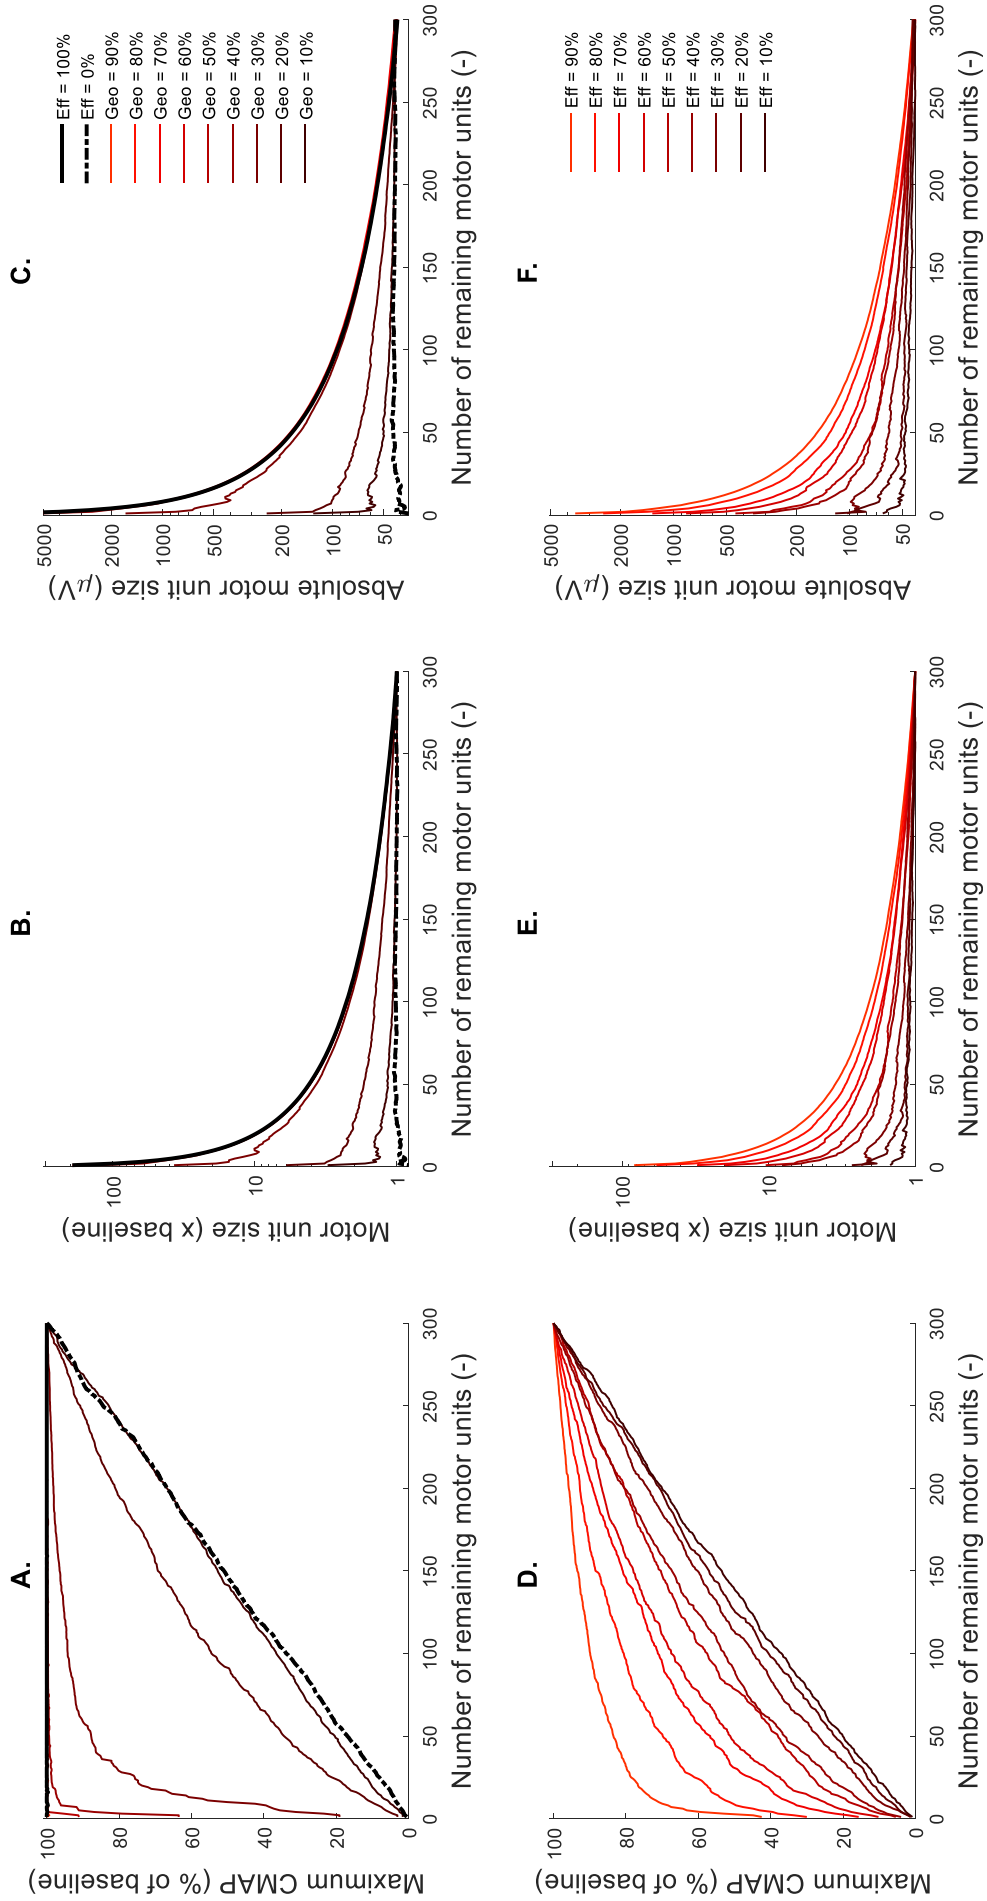 A.
Maximum CMAP (% of baseline)
100
80
60
40
20
0
0 50 100 150 200 250 300
Number of remaining motor units (-)
B.
Motor unit size (x baseline)
100
10
1
0 50 100 150 200 250 300
Number of remaining motor units (-)
C.
Absolute motor unit size (μV)
5000
2000
1000
500
200
100
50
0 50 100 150 200 250 300
Number of remaining motor units (-)
Eff = 100%
Eff = 0%
Geo = 90%
Geo = 80%
Geo = 70%
Geo = 60%
Geo = 50%
Geo = 40%
Geo = 30%
Geo = 20%
Geo = 10%
D.
Maximum CMAP (% of baseline)
100
80
60
40
20
0
0 50 100 150 200 250 300
Number of remaining motor units (-)
E.
Motor unit size (x baseline)
100
10
1
0 50 100 150 200 250 300
Number of remaining motor units (-)
F.
Absolute motor unit size (μV)
5000
2000
1000
500
200
100
50
0 50 100 150 200 250 300
Number of remaining motor units (-)
Eff = 90%
Eff = 80%
Eff = 70%
Eff = 60%
Eff = 50%
Eff = 40%
Eff = 30%
Eff = 20%
Eff = 10%